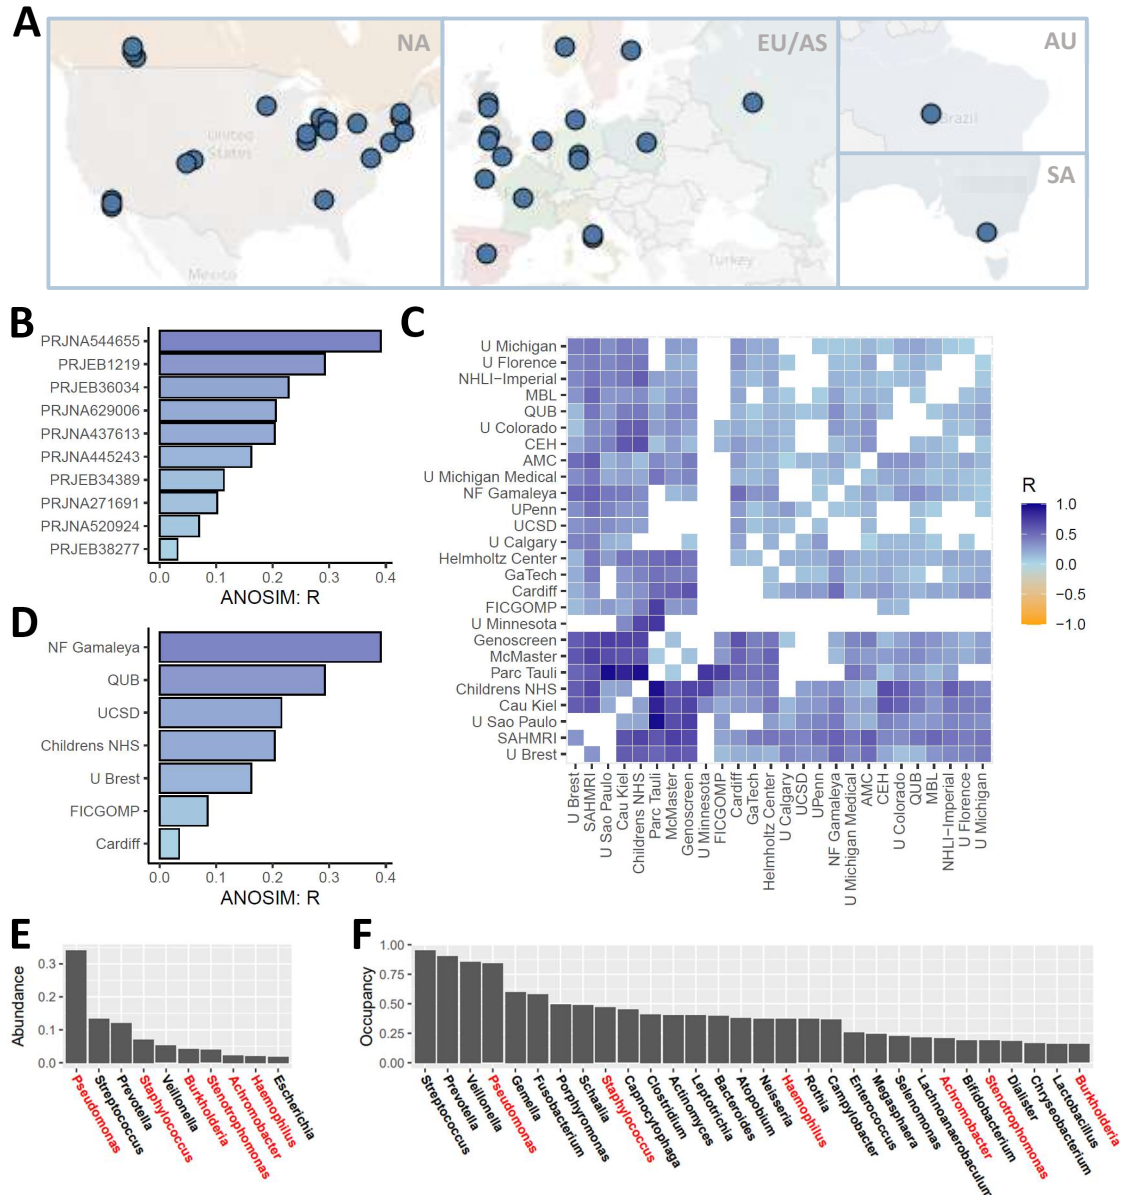 A
NA
EU/AS
AU
SA
United
States
Mexico
Turkey
Brazil
B
PRJNA544655
PRJEB1219
PRJEB36034
PRJNA629006
PRJNA437613
PRJNA445243
PRJEB34389
PRJNA271691
PRJNA520924
PRJEB38277
0.0 0.1 0.2 0.3 0.4
ANOSIM: R
C
U Michigan
U Florence
NHLI−Imperial
MBL
QUB
U Colorado
CEH
AMC
U Michigan Medical
NF Gamaleya
UPenn
UCSD
U Calgary
Helmholtz Center
GaTech
Cardiff
FICGOMP
U Minnesota
Genoscreen
McMaster
Parc Tauli
Childrens NHS
Cau Kiel
U Sao Paulo
SAHMRI
U Brest
U Brest
SAHMRI
U Sao Paulo
Cau Kiel
Childrens NHS
Parc Tauli
McMaster
Genoscreen
U Minnesota
FICGOMP
Cardiff
GaTech
Helmholtz Center
U Calgary
UCSD
UPenn
NF Gamaleya
U Michigan Medical
AMC
CEH
U Colorado
QUB
MBL
NHLI−Imperial
U Florence
U Michigan
R
1.0
0.5
0.0
−0.5
−1.0
D
NF Gamaleya
QUB
UCSD
Childrens NHS
U Brest
FICGOMP
Cardiff
0.0 0.1 0.2 0.3 0.4
ANOSIM: R
E
Abundance
0.3
0.2
0.1
0.0
Pseudomonas
Streptococcus
Prevotella
Staphylococcus
Veillonella
Burkholderia
Stenotrophomonas
Achromobacter
Haemophilus
Escherichia
F
Occupancy
1.00
0.75
0.50
0.25
0.00
Streptococcus
Prevotella
Veillonella
Pseudomonas
Gemella
Fusobacterium
Porphyromonas
Schaalia
Staphylococcus
Capnocytophaga
Clostridium
Actinomyces
Leptotrichia
Bacteroides
Atopobium
Neisseria
Haemophilus
Rothia
Campylobacter
Enterococcus
Megasphaera
Selenomonas
Lachnoanaerobaculum
Achromobacter
Bifidobacterium
Stenotrophomonas
Dialister
Chryseobacterium
Lactobacillus
Burkholderia